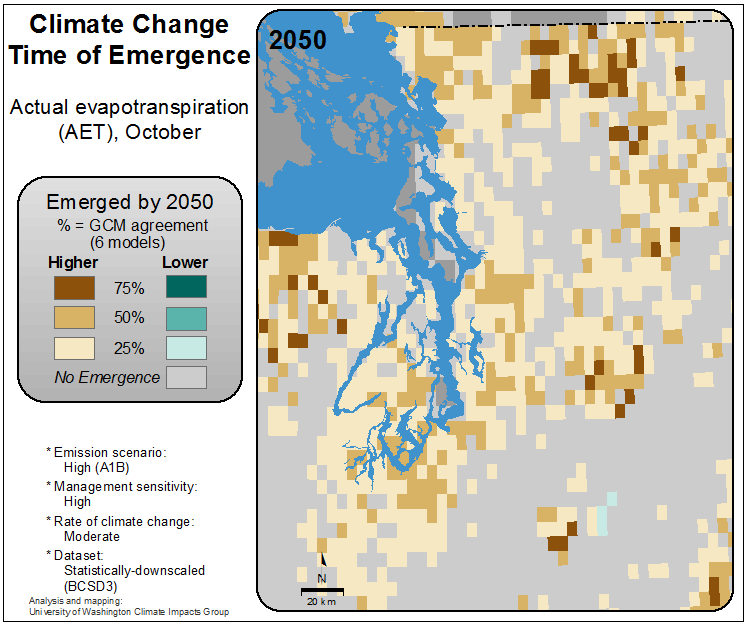 Climate Change
Time of Emergence
Actual evapotranspiration
(AET), October
Emerged by 2050
% = GCM agreement
(6 models)
Higher Lower
75%
50%
25%
No Emergence
* Emission scenario:
High (A1B)
* Management sensitivity:
High
* Rate of climate change:
Moderate
* Dataset:
Statistically-downscaled
(BCSD3)
Analysis and mapping:
University of Washington Climate Impacts Group
2050
N
20 km